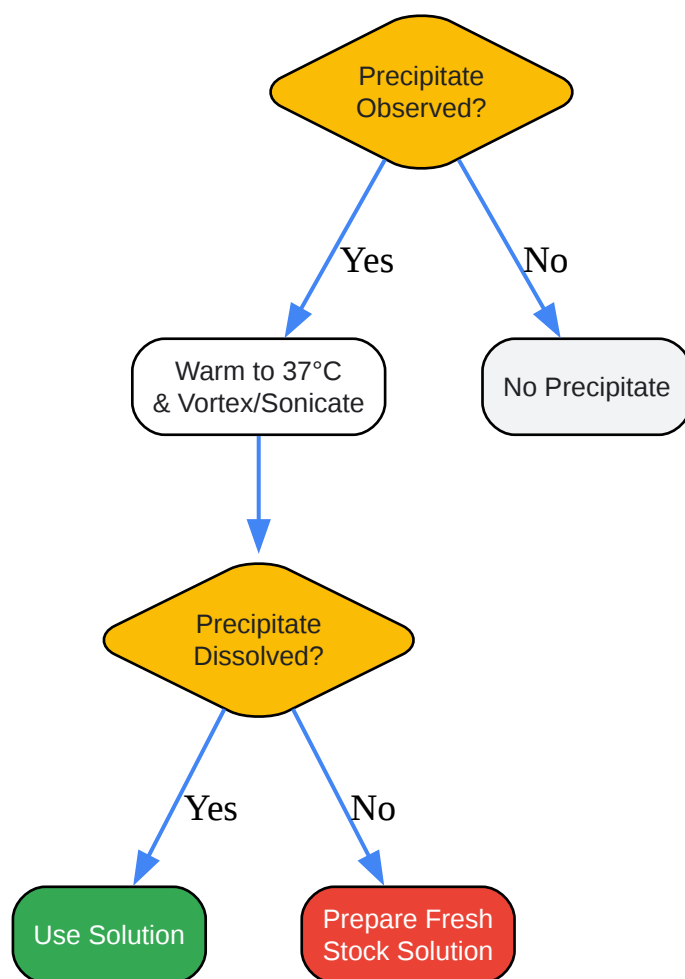 Precipitate
Observed?
Yes
No
Warm to 37°C
& Vortex/Sonicate
No Precipitate
Precipitate
Dissolved?
Yes
No
Use Solution
Prepare Fresh
Stock Solution